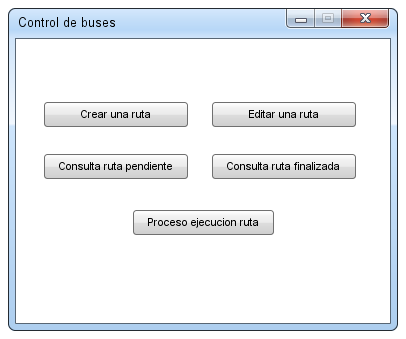 Control de buses
Crear una ruta
Editar una ruta
Consulta ruta pendiente
Consulta ruta finalizada
Proceso ejecucion ruta